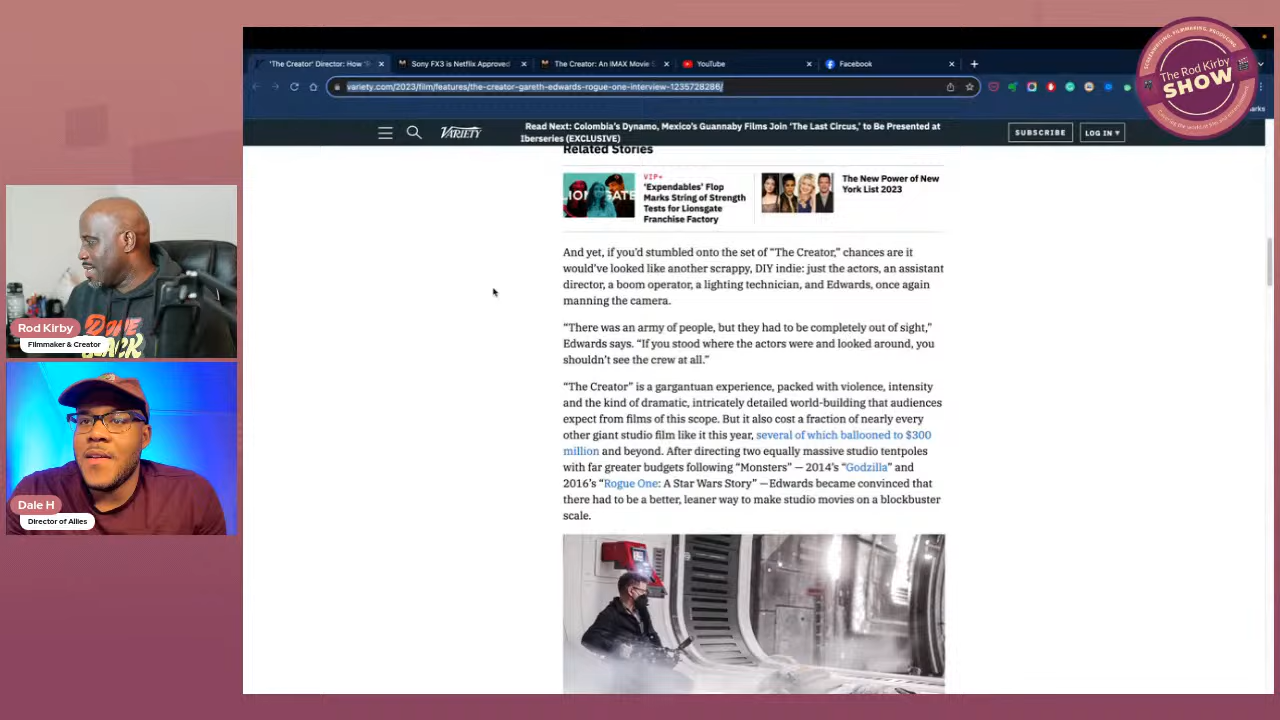 'The Creator' Director: How
Sony FX3 is Netflix Approved
The Creator: An IMAX Movie
YouTube
Facebook
variety.com/2023/film/features/the-creator-gareth-edwards-rogue-one-interview-1235728286/
STREAMING, FILMMAKING, PRODUCING
The Rod Kirby
SHOW
VARIETY
Read Next: Colombia's Dynamo, Mexico's Guannaby Films Join 'The Last Circus,' to Be Presented at
Iberseries (EXCLUSIVE)
SUBSCRIBE
LOG IN
Related Stories
LIONSGATE
VIP+
'Expendables' Flop
Marks String of Strength
Tests for Lionsgate
Franchise Factory
The New Power of New
York List 2023
And yet, if you'd stumbled onto the set of “The Creator,” chances are it
would've looked like another scrappy, DIY indie: just the actors, an assistant
director, a boom operator, a lighting technician, and Edwards, once again
manning the camera.
“There was an army of people, but they had to be completely out of sight,”
Edwards says. “If you stood where the actors were and looked around, you
shouldn't see the crew at all.”
“The Creator” is a gargantuan experience, packed with violence, intensity
and the kind of dramatic, intricately detailed world-building that audiences
expect from films of this scope. But it also cost a fraction of nearly every
other giant studio film like it this year, several of which ballooned to $300
million and beyond. After directing two equally massive studio tentpoles
with far greater budgets following “Monsters” — 2014's “Godzilla” and
2016's “Rogue One: A Star Wars Story” —Edwards became convinced that
there had to be a better, leaner way to make studio movies on a blockbuster
scale.
Rod Kirby
Filmmaker & Creator
Dale H
Director of Allies